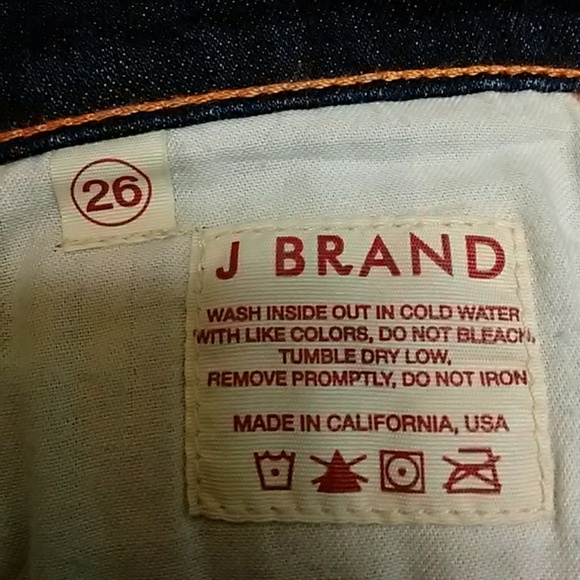 26
J BRAND
WASH INSIDE OUT IN COLD WATER
WITH LIKE COLORS, DO NOT BLEACH,
TUMBLE DRY LOW,
REMOVE PROMPTLY, DO NOT IRON
MADE IN CALIFORNIA, USA